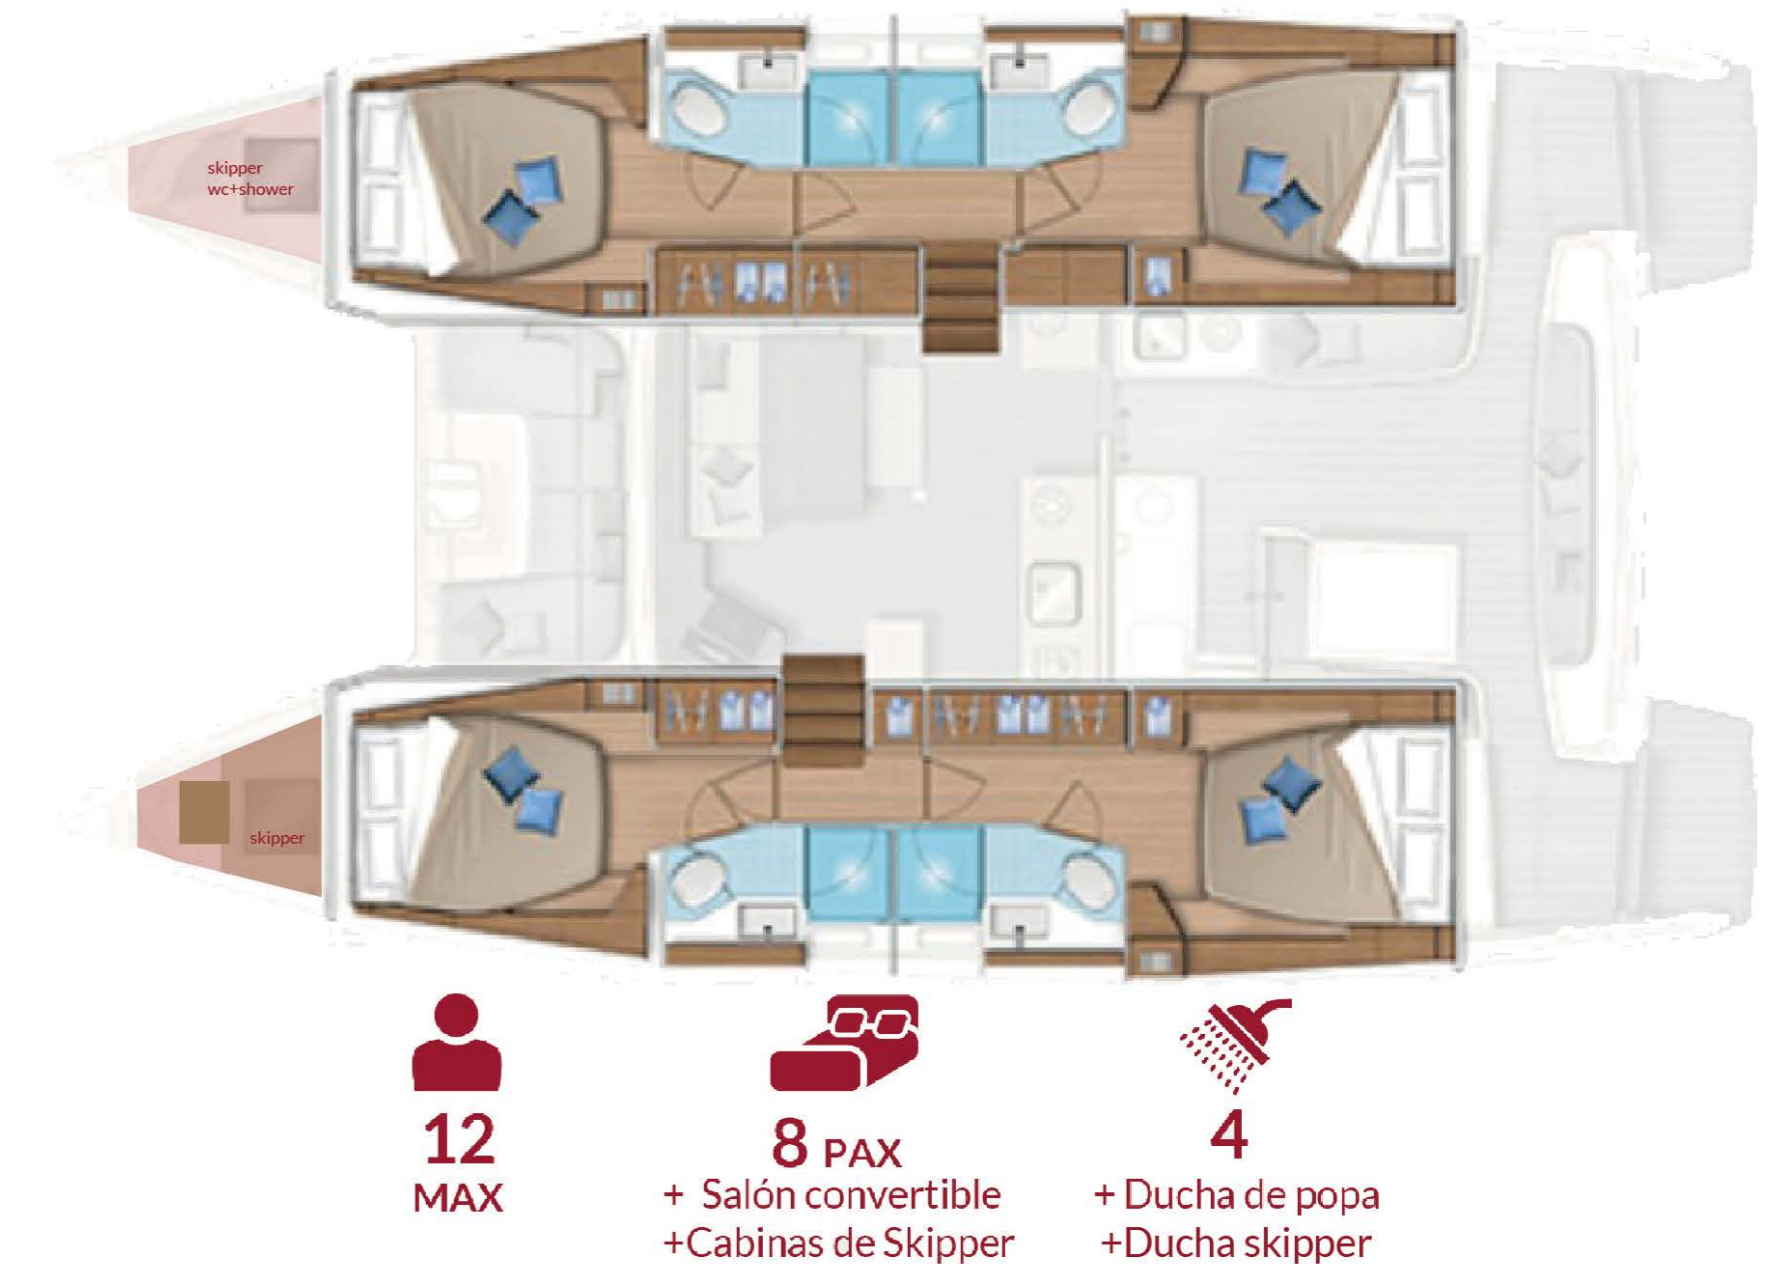 skipper
wc+shower
skipper
12
MAX
8 PAX
+ Salón convertible
+Cabinas de Skipper
4
+ Ducha de popa
+Ducha skipper